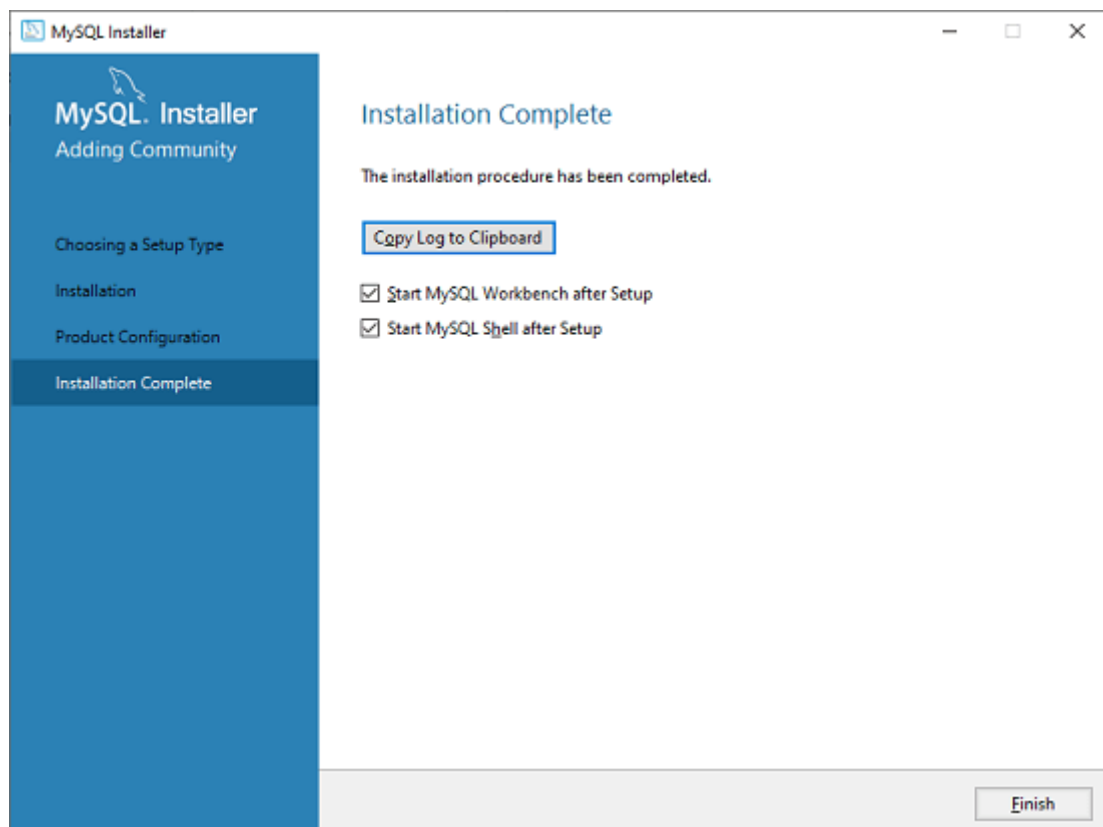 MySQL Installer
MySQL. Installer
Adding Community
Choosing a Setup Type
Installation
Product Configuration
Installation Complete
Installation Complete
The installation procedure has been completed.
Copy Log to Clipboard
Start MySQL Workbench after Setup
Start MySQL Shell after Setup
Finish